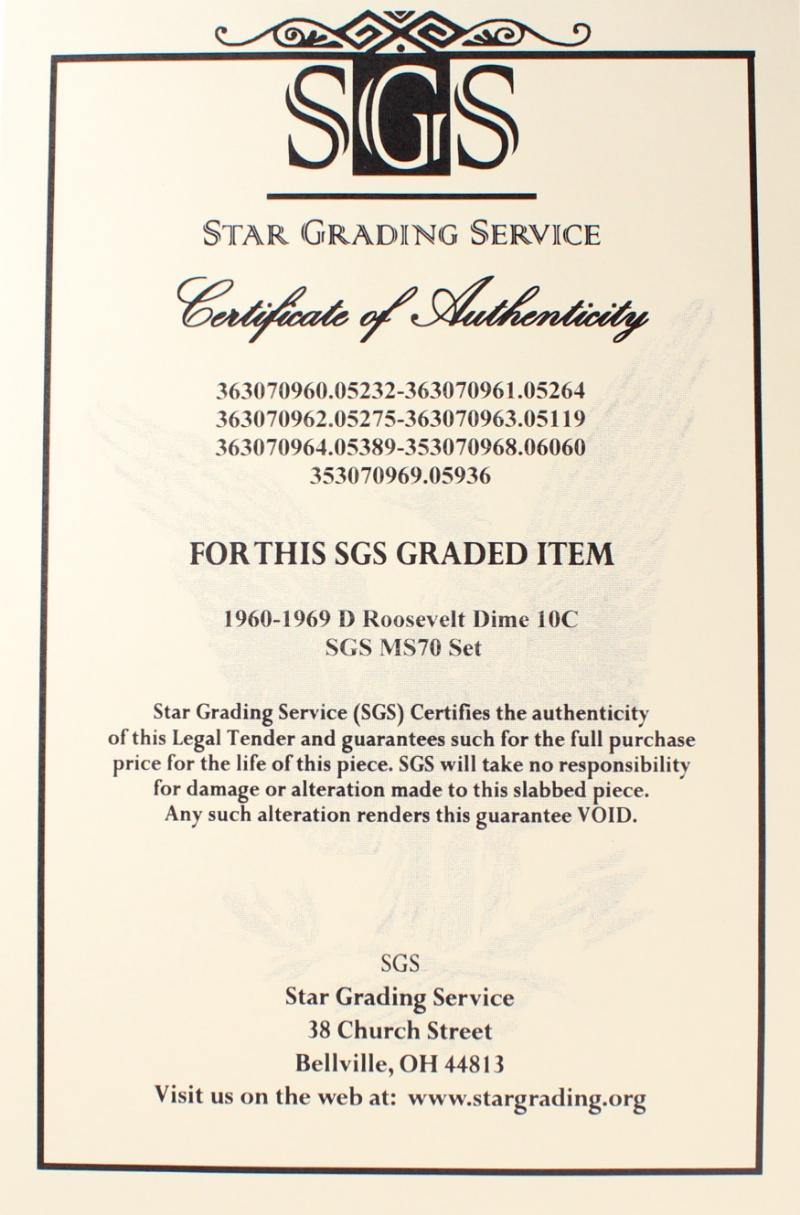 SGS
STAR GRADING SERVICE
Certificate of Authenticity
363070960.05232-363070961.05264
363070962.05275-363070963.05119
363070964.05389-353070968.06060
353070969.05936
FOR THIS SGS GRADED ITEM
1960-1969 D Roosevelt Dime 10C
SGS MS70 Set
Star Grading Service (SGS) Certifies the authenticity
of this Legal Tender and guarantees such for the full purchase
price for the life of this piece. SGS will take no responsibility
for damage or alteration made to this slabbed piece.
Any such alteration renders this guarantee VOID.
SGS
Star Grading Service
38 Church Street
Bellville, OH 44813
Visit us on the web at: www.stargrading.org